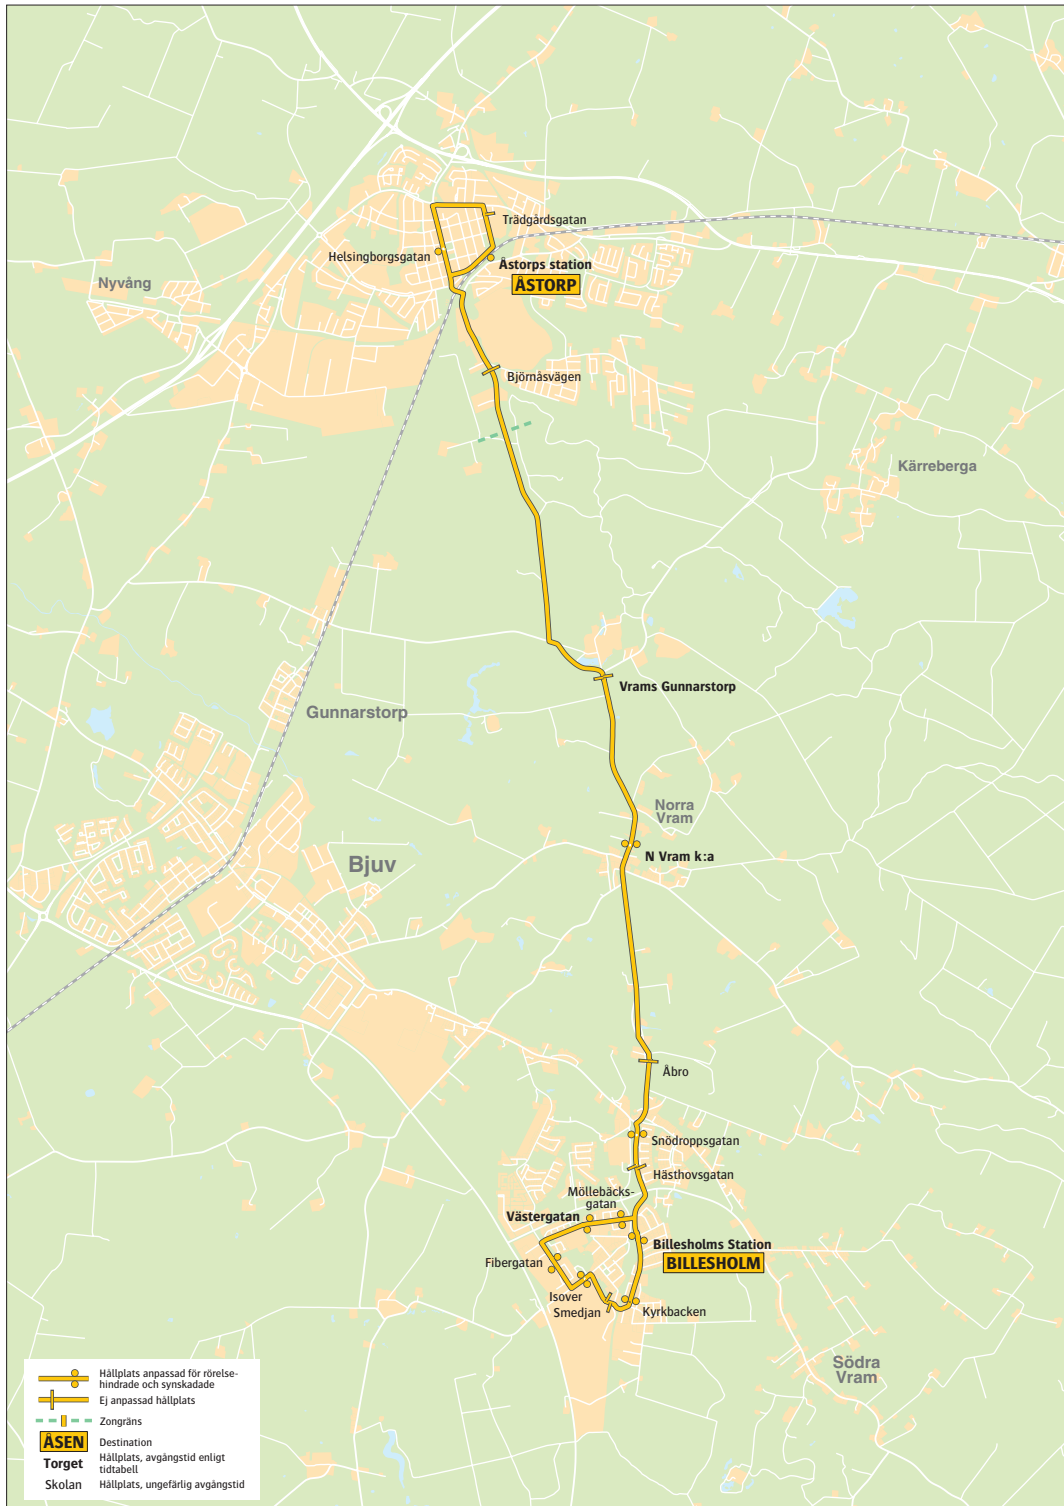 Trädgårdsgatan
Helsingborgsgatan
Åstorps station
ÅSTORP
Nyvång
Björnåsvägen
Kärreberga
Vrams Gunnarstorp
Gunnarstorp
Norra
Vram
N Vram k:a
Bjuv
Åbro
Snödroppsgatan
Hästhovsgatan
Möllebäcks-
gatan
Västergatan
Billesholms Station
BILLESHOLM
Fibergatan
Isover
Smedjan
Kyrkbacken
Södra
Vram
Hållplats anpassad för rörelse-
hindrade och synskadade
Ej anpassad hållplats
Zongräns
ÅSEN
Destination
Torget
Hållplats, avgångstid enligt
tidtabell
Skolan
Hållplats, ungefärlig avgångstid